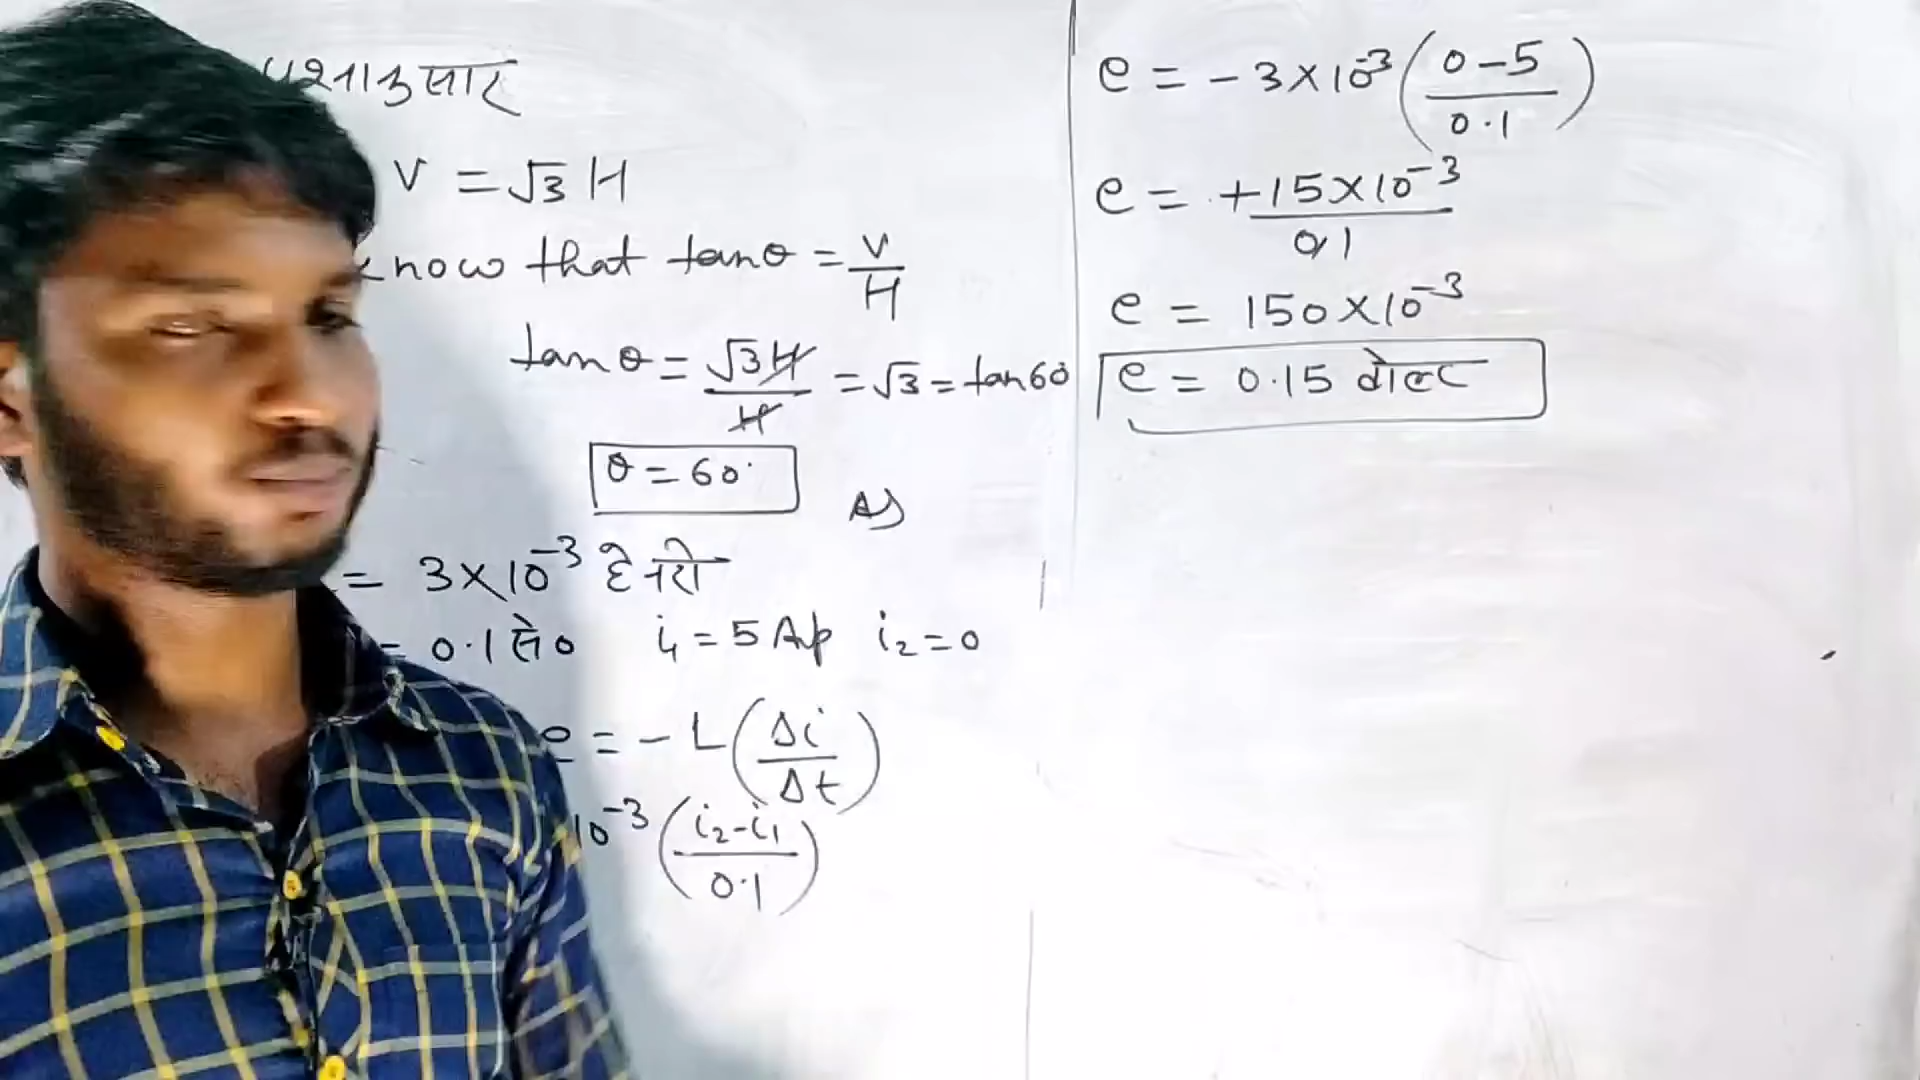 प्रश्नानुसार
V = √3 H
know that tanθ = V/H
tanθ = √3H/H = √3 = tan60
θ = 60°
= 3×10⁻³ हेनरी
= 0.1 से० i₁ = 5 Amp i₂ = 0
e = - L (Δi/Δt)
10⁻³ (i₂-i₁/0.1)
e = - 3×10⁻³ (0-5/0.1)
e = +15×10⁻³/0.1
e = 150×10⁻³
e = 0.15 वोल्ट